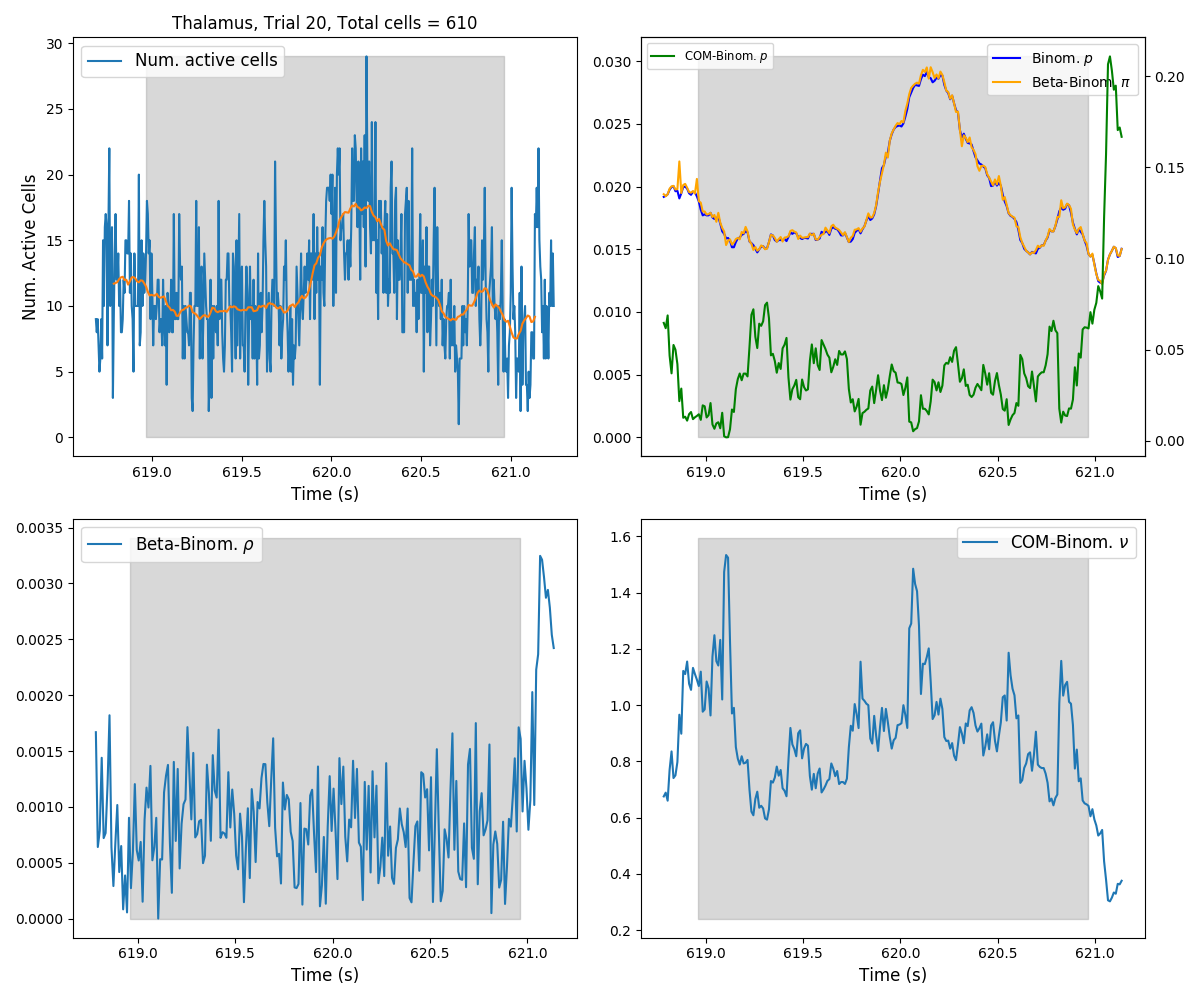 Thalamus, Trial 20, Total cells = 610
Num. active cells
30
25
20
15
10
5
0
Num. Active Cells
619.0 619.5 620.0 620.5 621.0
Time (s)
COM-Binom. p
Binom. p
Beta-Binom. π
0.030
0.025
0.020
0.015
0.010
0.005
0.000
0.20
0.15
0.10
0.05
0.00
619.0 619.5 620.0 620.5 621.0
Time (s)
Beta-Binom. ρ
0.0035
0.0030
0.0025
0.0020
0.0015
0.0010
0.0005
0.0000
619.0 619.5 620.0 620.5 621.0
Time (s)
COM-Binom. ν
1.6
1.4
1.2
1.0
0.8
0.6
0.4
0.2
619.0 619.5 620.0 620.5 621.0
Time (s)